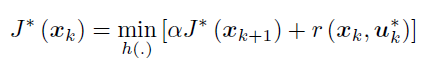 J* (x_k) = min_{h(.)} [αJ* (x_{k+1}) + r (x_k, u_k^*)]